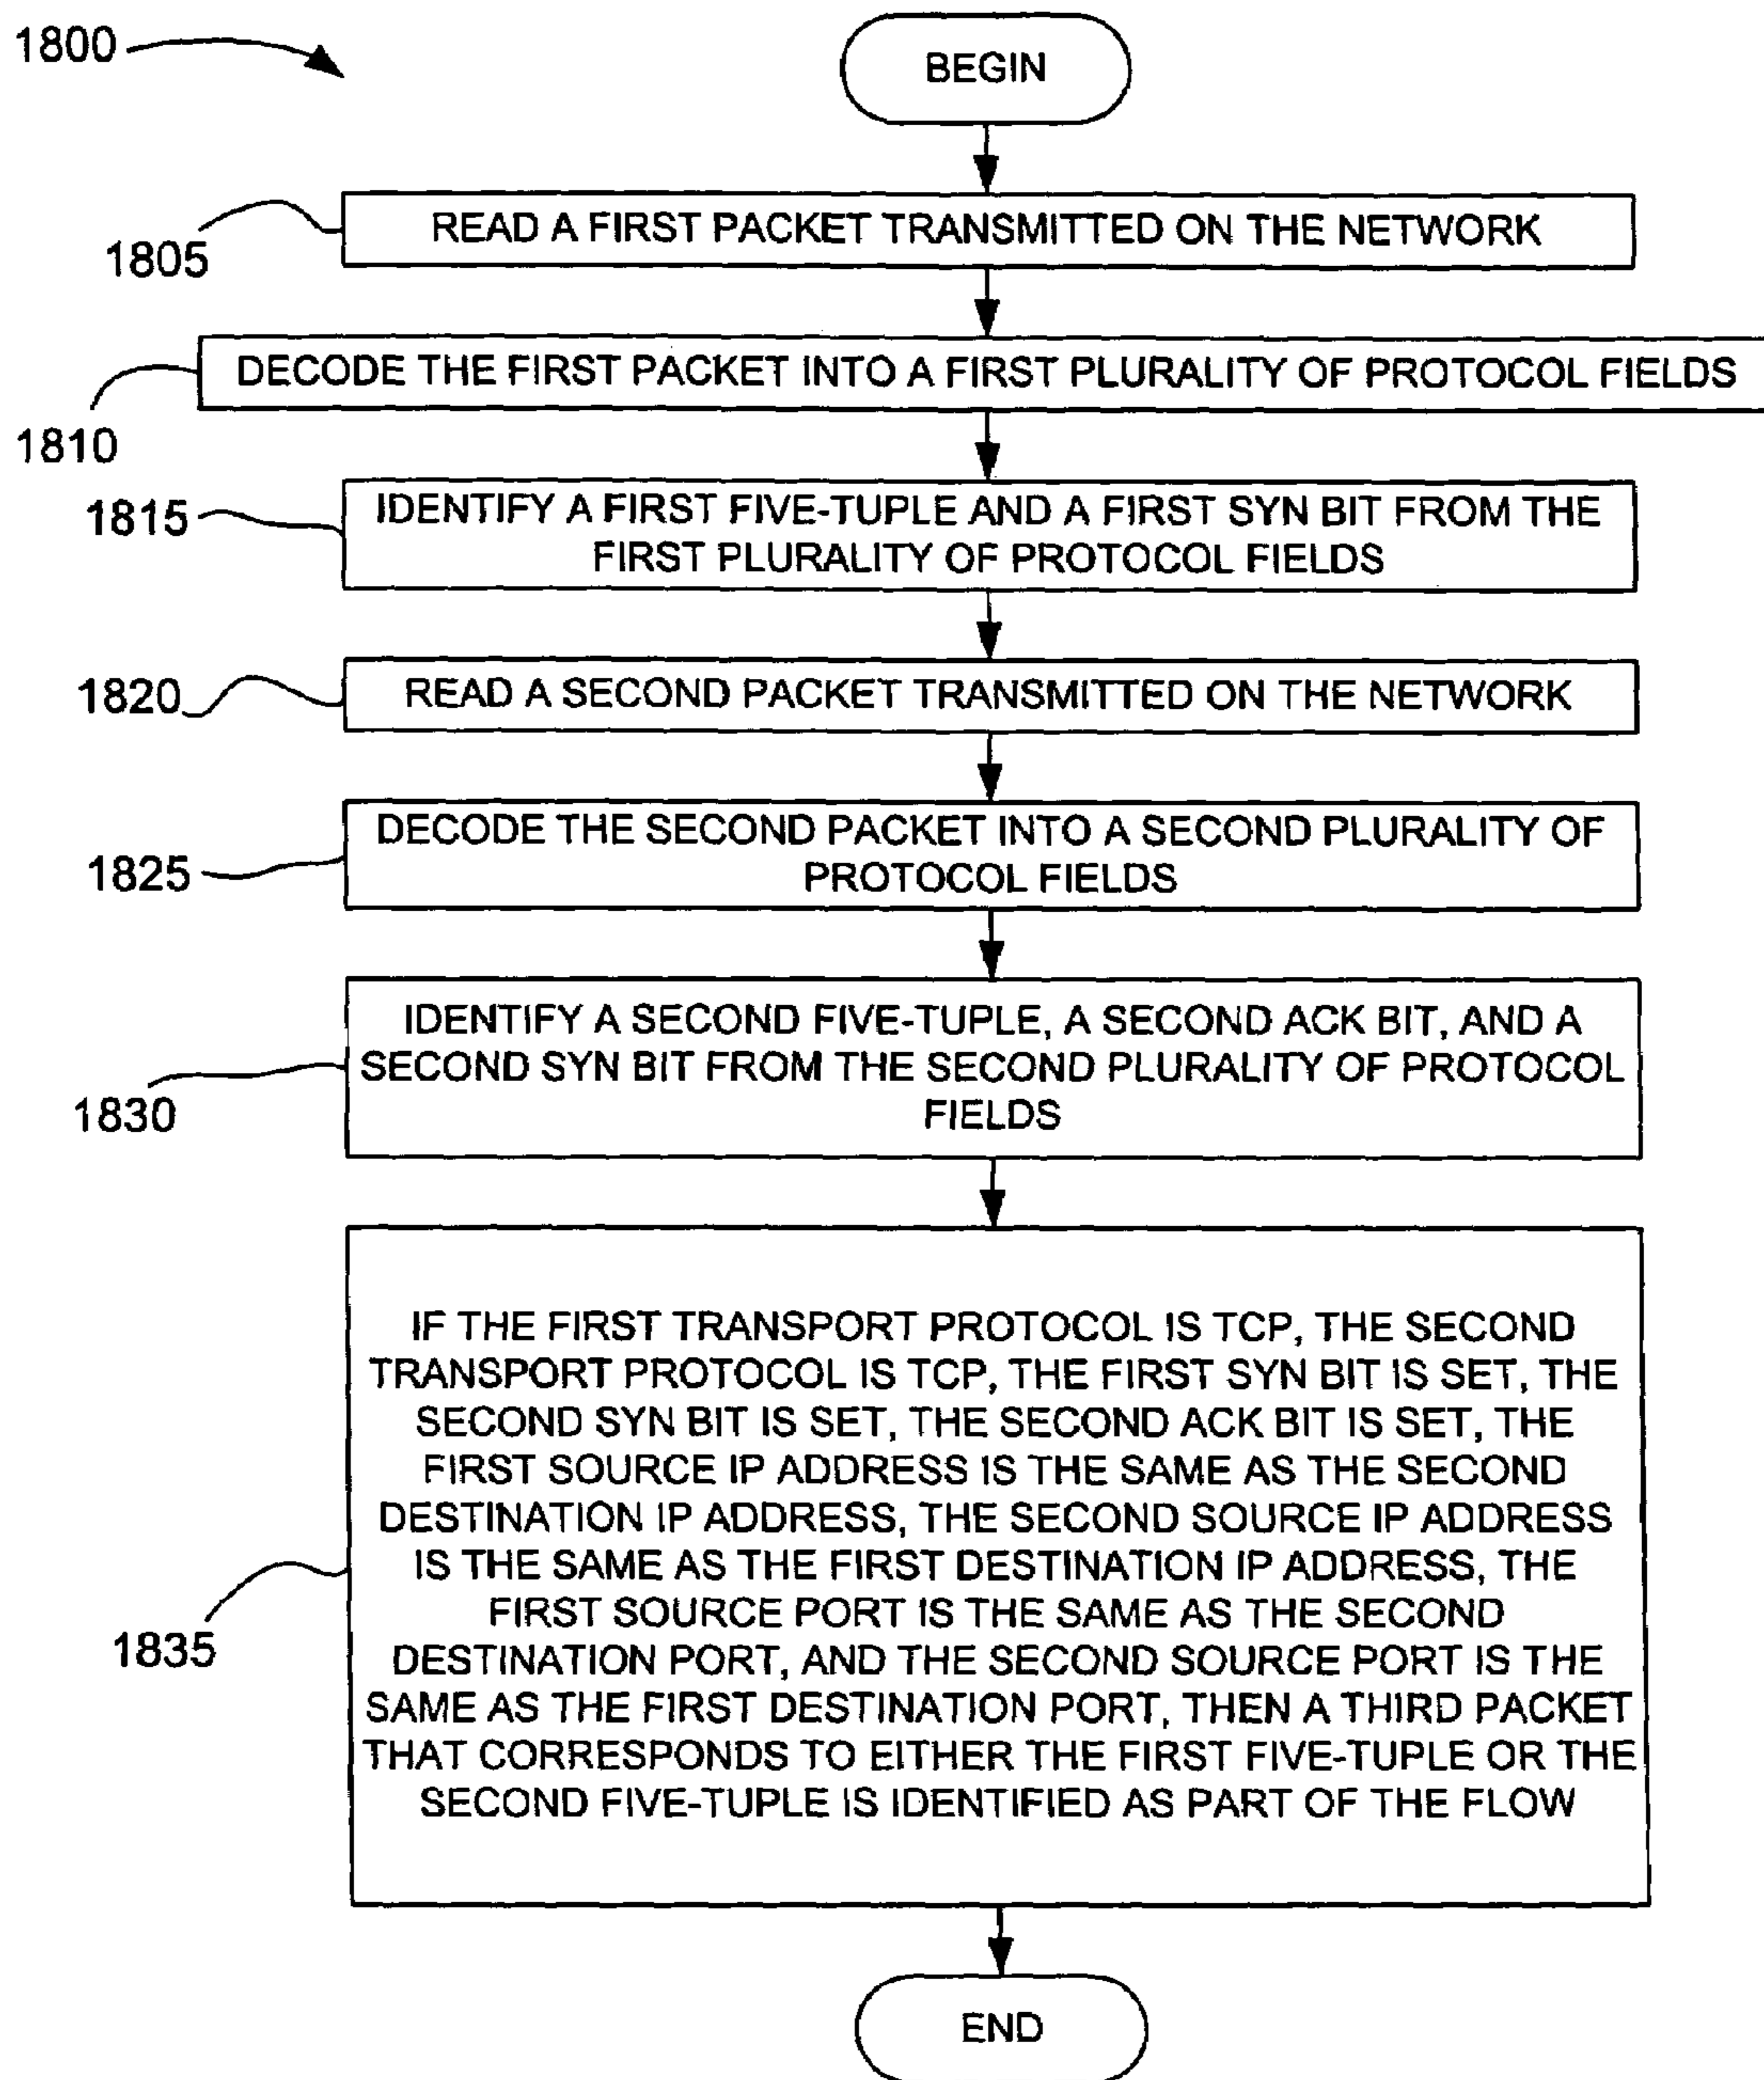 1800
BEGIN
READ A FIRST PACKET TRANSMITTED ON THE NETWORK
1805
DECODE THE FIRST PACKET INTO A FIRST PLURALITY OF PROTOCOL FIELDS
1810
IDENTIFY A FIRST FIVE-TUPLE AND A FIRST SYN BIT FROM THE
FIRST PLURALITY OF PROTOCOL FIELDS
1815
READ A SECOND PACKET TRANSMITTED ON THE NETWORK
1820
DECODE THE SECOND PACKET INTO A SECOND PLURALITY OF
PROTOCOL FIELDS
1825
IDENTIFY A SECOND FIVE-TUPLE, A SECOND ACK BIT, AND A
SECOND SYN BIT FROM THE SECOND PLURALITY OF PROTOCOL
FIELDS
1830
IF THE FIRST TRANSPORT PROTOCOL IS TCP, THE SECOND
TRANSPORT PROTOCOL IS TCP, THE FIRST SYN BIT IS SET, THE
SECOND SYN BIT IS SET, THE SECOND ACK BIT IS SET, THE
FIRST SOURCE IP ADDRESS IS THE SAME AS THE SECOND
DESTINATION IP ADDRESS, THE SECOND SOURCE IP ADDRESS
IS THE SAME AS THE FIRST DESTINATION IP ADDRESS, THE
FIRST SOURCE PORT IS THE SAME AS THE SECOND
DESTINATION PORT, AND THE SECOND SOURCE PORT IS THE
SAME AS THE FIRST DESTINATION PORT, THEN A THIRD PACKET
THAT CORRESPONDS TO EITHER THE FIRST FIVE-TUPLE OR THE
SECOND FIVE-TUPLE IS IDENTIFIED AS PART OF THE FLOW
1835
END